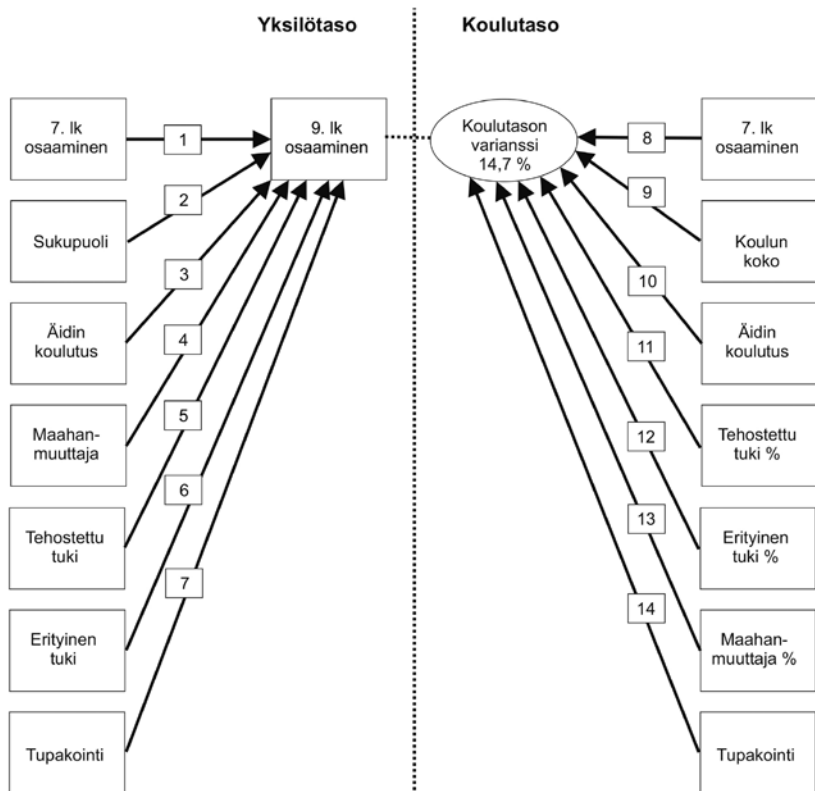 Yksilötaso
Koulutaso
7. lk
osaaminen
1
9. lk
osaaminen
Koulutason
varianssi
14,7 %
8
7. lk
osaaminen
Sukupuoli
2
9
Koulun
koko
Äidin
koulutus
3
10
Äidin
koulutus
Maahan-
muuttaja
4
11
Tehostettu
tuki %
Tehostettu
tuki
5
12
Erityinen
tuki %
Erityinen
tuki
6
13
Maahan-
muuttaja %
Tupakointi
7
14
Tupakointi